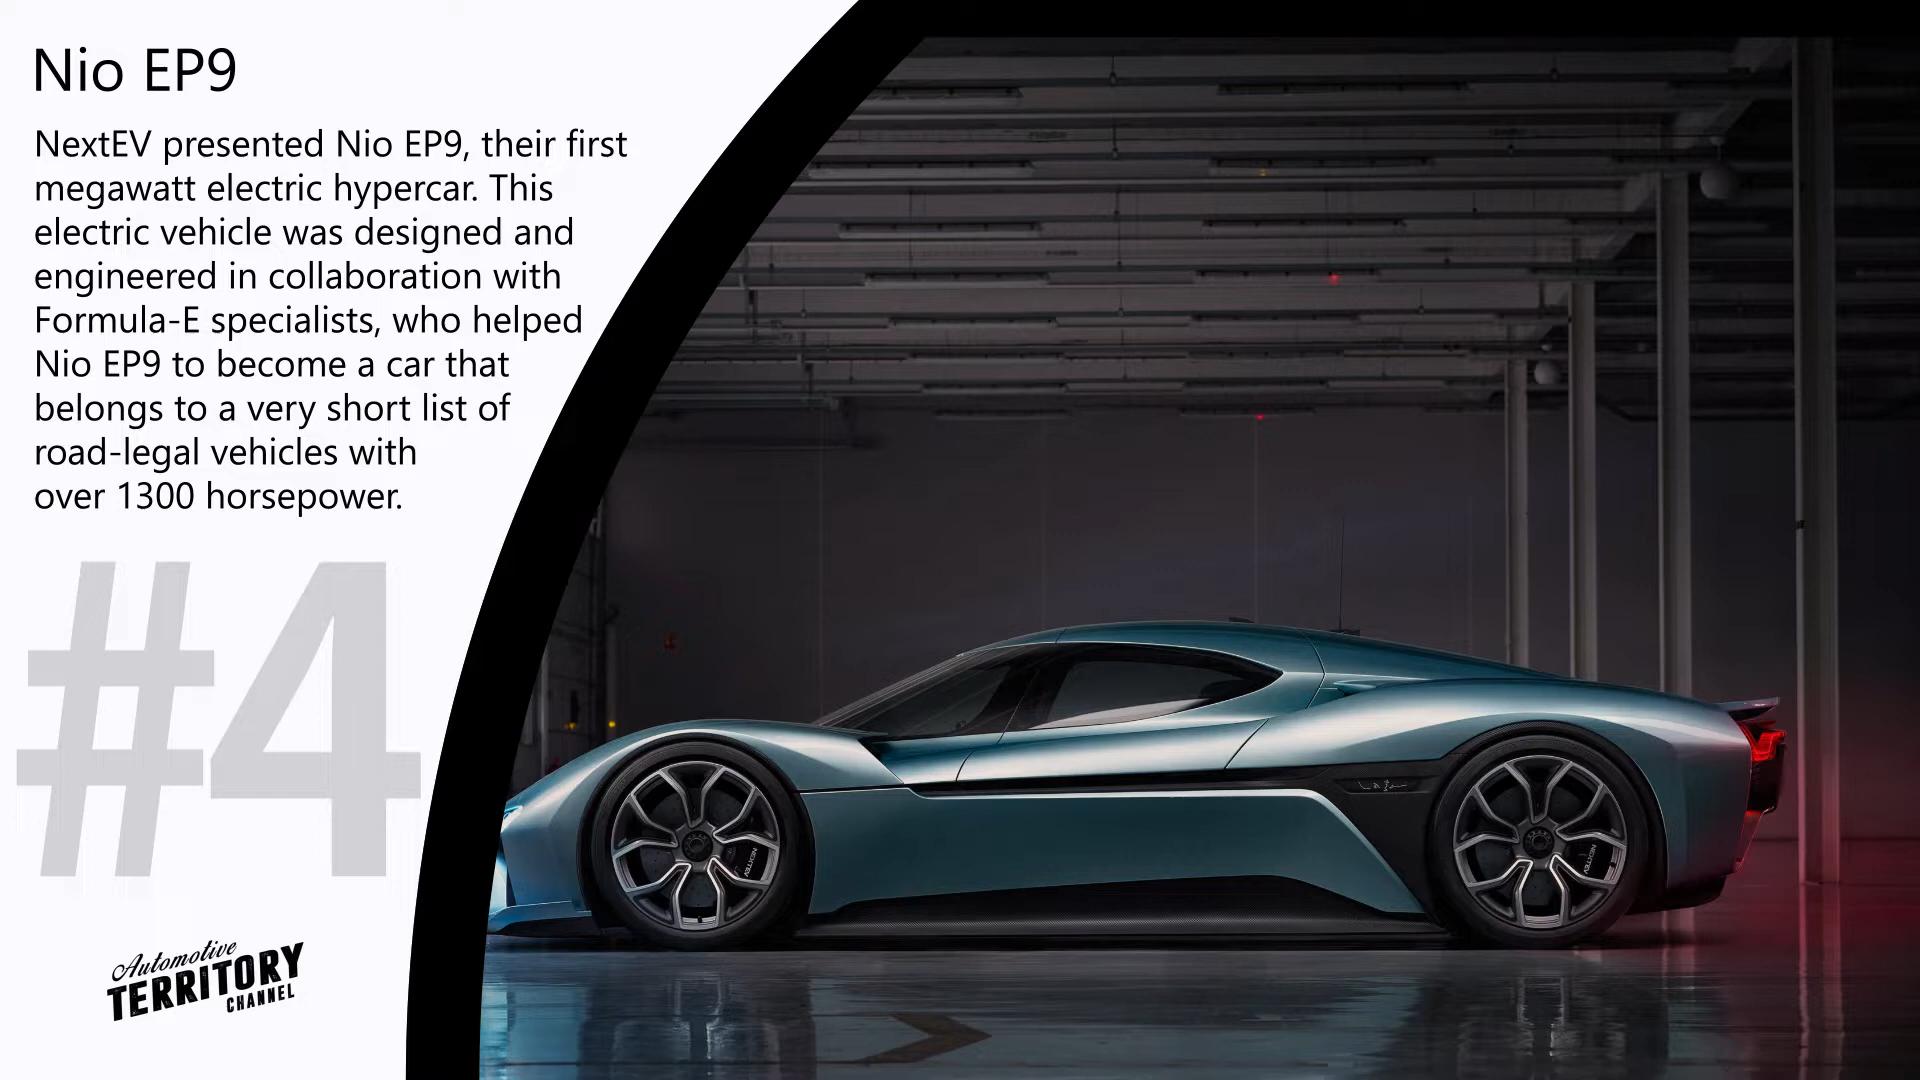 Nio EP9
NextEV presented Nio EP9, their first
megawatt electric hypercar. This
electric vehicle was designed and
engineered in collaboration with
Formula-E specialists, who helped
Nio EP9 to become a car that
belongs to a very short list of
road-legal vehicles with
over 1300 horsepower.
#4
Automotive
TERRITORY
CHANNEL
NEXTEV
NEXTEV